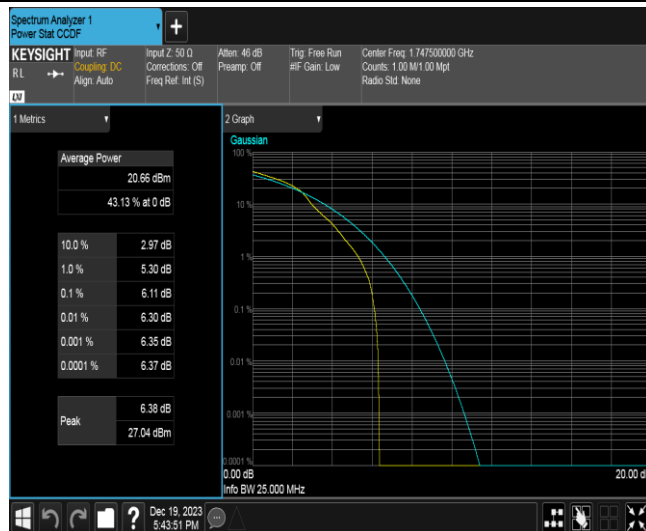 Spectrum Analyzer 1
Power Stat CCDF
+
KEYSIGHT
RL
LXI
Input: RF
Coupling: DC
Align: Auto
Input Z: 50 Ω
Corrections: Off
Freq Ref: Int (S)
Atten: 46 dB
Preamp: Off
Trig: Free Run
#IF Gain: Low
Center Freq: 1.747500000 GHz
Counts: 1.00 M/1.00 Mpt
Radio Std: None
1 Metrics
Average Power
20.66 dBm
43.13 % at 0 dB
10.0 % 2.97 dB
1.0 % 5.30 dB
0.1 % 6.11 dB
0.01 % 6.30 dB
0.001 % 6.35 dB
0.0001 % 6.37 dB
Peak
6.38 dB
27.04 dBm
2 Graph
Gaussian
100 %
10 %
1 %
0.1 %
0.01 %
0.001 %
0.0001 %
0.00 dB
20.00 d
Info BW 25.000 MHz
?
Dec 19, 2023
5:43:51 PM